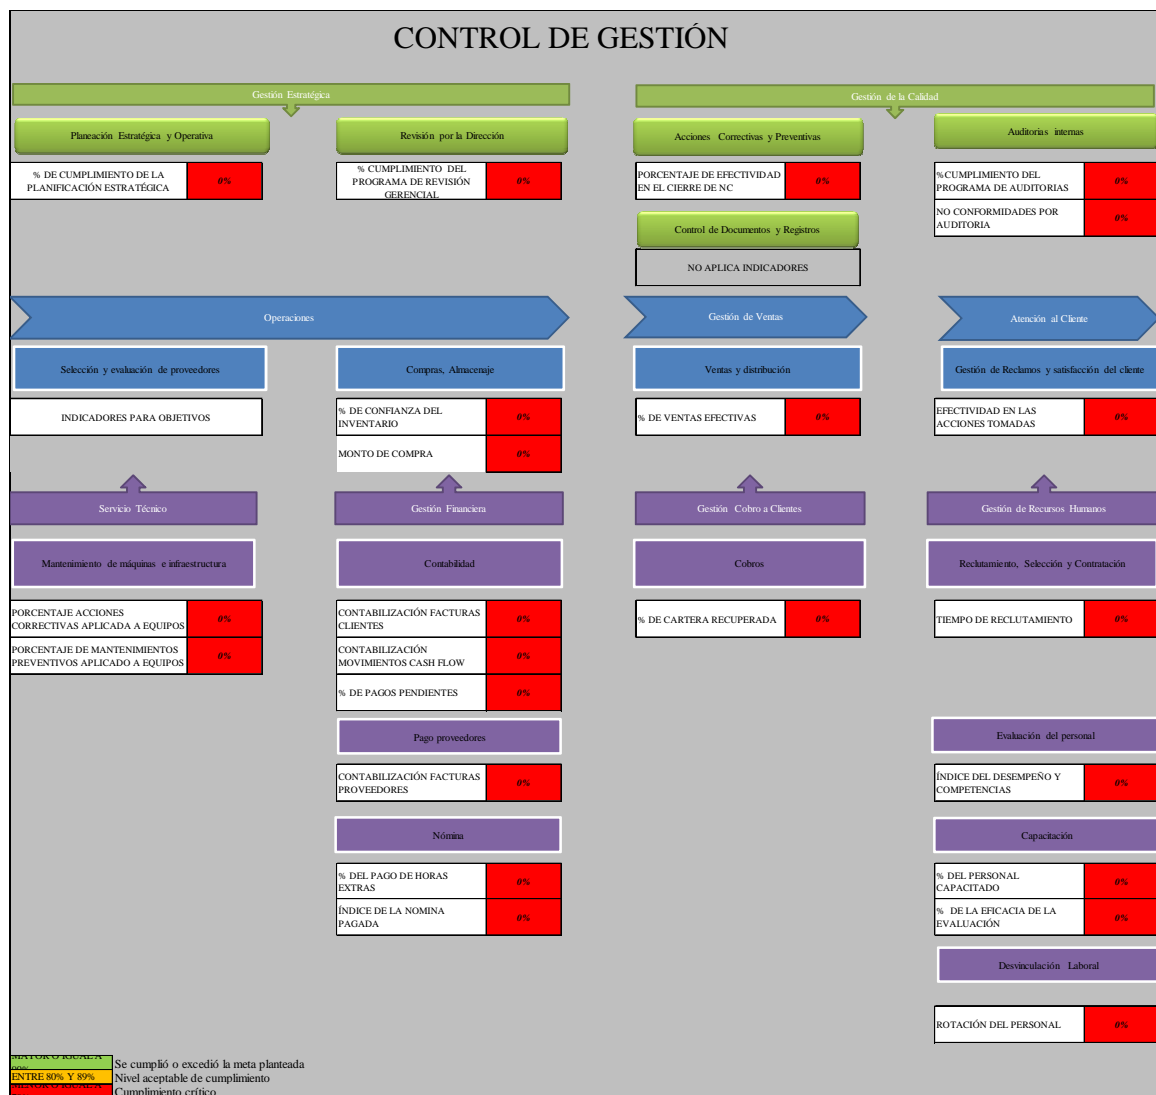 CONTROL DE GESTIÓN
Gestión Estratégica
Gestión de la Calidad
Planeación Estratégica y Operativa
Revisión por la Dirección
Acciones Correctivas y Preventivas
Auditorias internas
% DE CUMPLIMIENTO DE LA
PLANIFICACIÓN ESTRATÉGICA
0%
% CUMPLIMIENTO DEL
PROGRAMA DE REVISIÓN
GERENCIAL
0%
PORCENTAJE DE EFECTIVIDAD
EN EL CIERRE DE NC
0%
%CUMPLIMIENTO DEL
PROGRAMA DE AUDITORIAS
0%
NO CONFORMIDADES POR
AUDITORIA
0%
Control de Documentos y Registros
NO APLICA INDICADORES
Operaciones
Gestión de Ventas
Atención al Cliente
Selección y evaluación de proveedores
Compras, Almacenaje
Ventas y distribución
Gestión de Reclamos y satisfacción del cliente
INDICADORES PARA OBJETIVOS
% DE CONFIANZA DEL
INVENTARIO
0%
% DE VENTAS EFECTIVAS
0%
EFECTIVIDAD EN LAS
ACCIONES TOMADAS
0%
MONTO DE COMPRA
0%
Servicio Técnico
Gestión Financiera
Gestión Cobro a Clientes
Gestión de Recursos Humanos
Mantenimiento de máquinas e infraestructura
Contabilidad
Cobros
Reclutamiento, Selección y Contratación
PORCENTAJE ACCIONES
CORRECTIVAS APLICADA A EQUIPOS
0%
CONTABILIZACIÓN FACTURAS
CLIENTES
0%
% DE CARTERA RECUPERADA
0%
TIEMPO DE RECLUTAMIENTO
0%
PORCENTAJE DE MANTENIMIENTOS
PREVENTIVOS APLICADO A EQUIPOS
0%
CONTABILIZACIÓN
MOVIMIENTOS CASH FLOW
0%
% DE PAGOS PENDIENTES
0%
Pago proveedores
Evaluación del personal
CONTABILIZACIÓN FACTURAS
PROVEEDORES
0%
ÍNDICE DEL DESEMPEÑO Y
COMPETENCIAS
0%
Nómina
Capacitación
% DEL PAGO DE HORAS
EXTRAS
0%
% DEL PERSONAL
CAPACITADO
0%
ÍNDICE DE LA NOMINA
PAGADA
0%
% DE LA EFICACIA DE LA
EVALUACIÓN
0%
Desvinculación Laboral
ROTACIÓN DEL PERSONAL
0%
MAYOR O IGUAL A
Se cumplió o excedió la meta planteada
ENTRE 80% Y 89%
Nivel aceptable de cumplimiento
MENOR O IGUAL A
Cumplimiento crítico